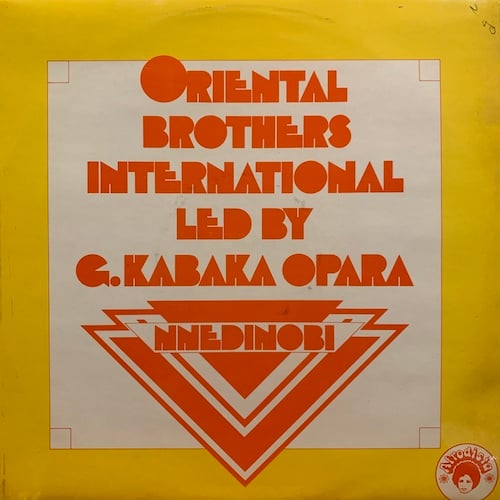 ORIENTAL
BROTHERS
INTERNATIONAL
LED BY
G.KABAKA OPARA
"NNEDINOBI"
Afrodisia